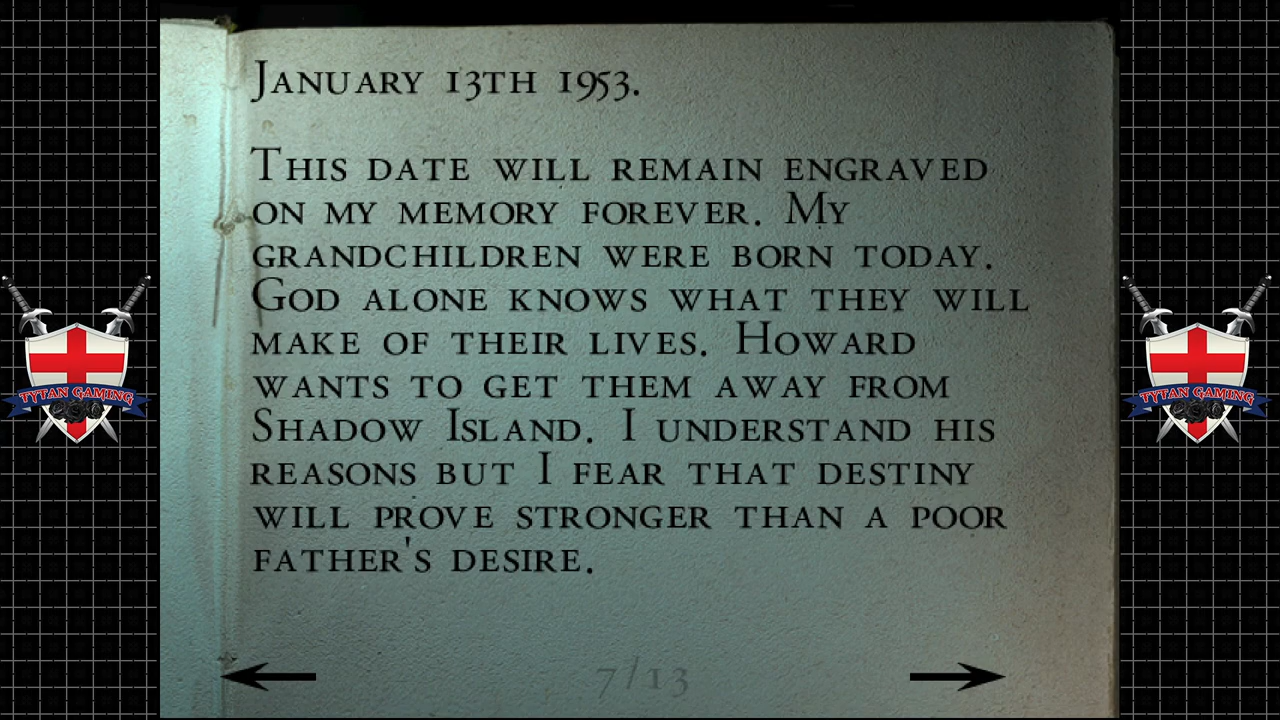 January 13th 1953.
This date will remain engraved
on my memory forever. My
grandchildren were born today.
God alone knows what they will
make of their lives. Howard
wants to get them away from
Shadow Island. I understand his
reasons but I fear that destiny
will prove stronger than a poor
father's desire.
TYTAN GAMING
TYTAN GAMING
7/13